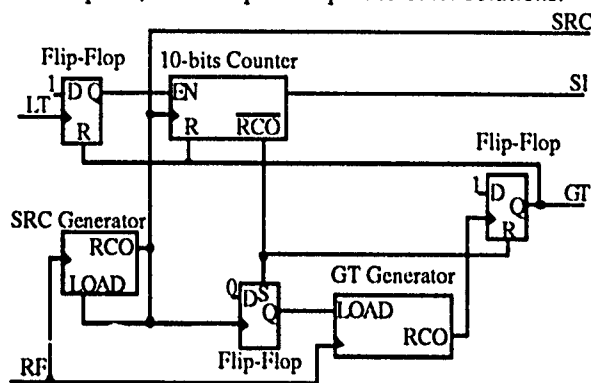 SRC
Flip-Flop
10-bits Counter
1
D Q
EN
SI
LT
R
R
RCO
Flip-Flop
1
D
Q
GT
R
SRC Generator
RCO
LOAD
GT Generator
0
D S
Q
LOAD
RCO
Flip-Flop
RF